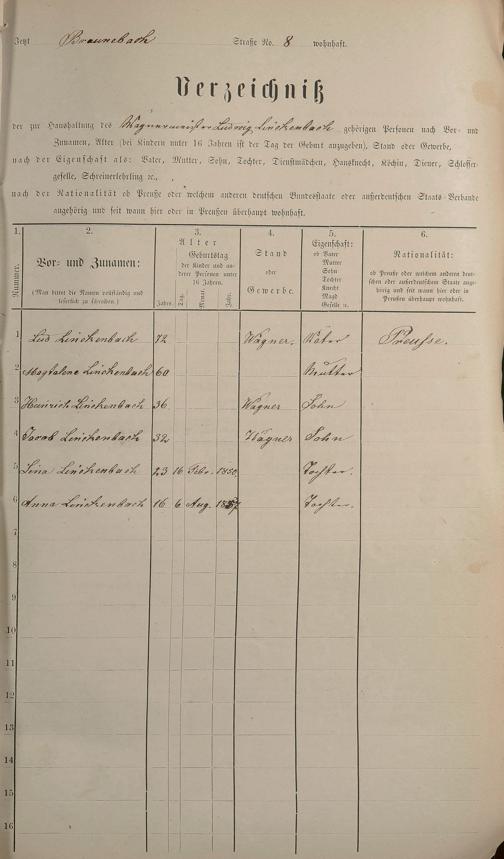 Jetzt Braunebach Straße No. 8 wohnhaft.
Verzeichniß
der zur Haushaltung des Wagnermeister Ludwig Linckenbach gehörigen Personen nach Vor- und
Zunamen, Alter (bei Kindern unter 16 Jahren ist der Tag der Geburt anzugeben), Stand oder Gewerbe,
nach der Eigenschaft als: Vater, Mutter, Sohn, Tochter, Dienstmädchen, Hausknecht, Köchin, Diener, Schlosser-
geselle, Schreinerlehrling ꝛc.,
nach der Nationalität ob Preuße oder welchem anderen deutschen Bundesstaate oder außerdeutschen Staats-Verbande
angehörig und seit wann hier oder in Preußen überhaupt wohnhaft.
1. 2. 3. 4. 5. 6.
Nummer.
Vor- und Zunamen:
(Man bittet die Namen vollständig und
leserlich zu schreiben.)
Alter
Geburtstag
der Kinder und an-
derer Personen unter
16 Jahren.
Jahre. Tag. Monat. Jahr.
Stand
oder
Gewerbe.
Eigenschaft:
ob Vater
Mutter
Sohn
Tochter
Knecht
Magd
Geselle u.
Nationalität:
ob Preuße oder welchem anderen deut-
schen oder außerdeutschen Staate ange-
hörig und seit wann hier oder in
Preußen überhaupt wohnhaft.
1 Lud Linckenbach 72 Wagner. Vater Preusse.
2 Magdalene Linckenbach 60 Mutter
3 Heinrich Linckenbach 36 Wagner Sohn
4 Jacob Linckenbach 32 Wagner Sohn
5 Lina Linckenbach 23 16 Febr. 1850 Tochter.
6 Anna Linckenbach 16 6 Aug. 1857 Tochter.
7
8
9
10
11
12
13
14
15
16